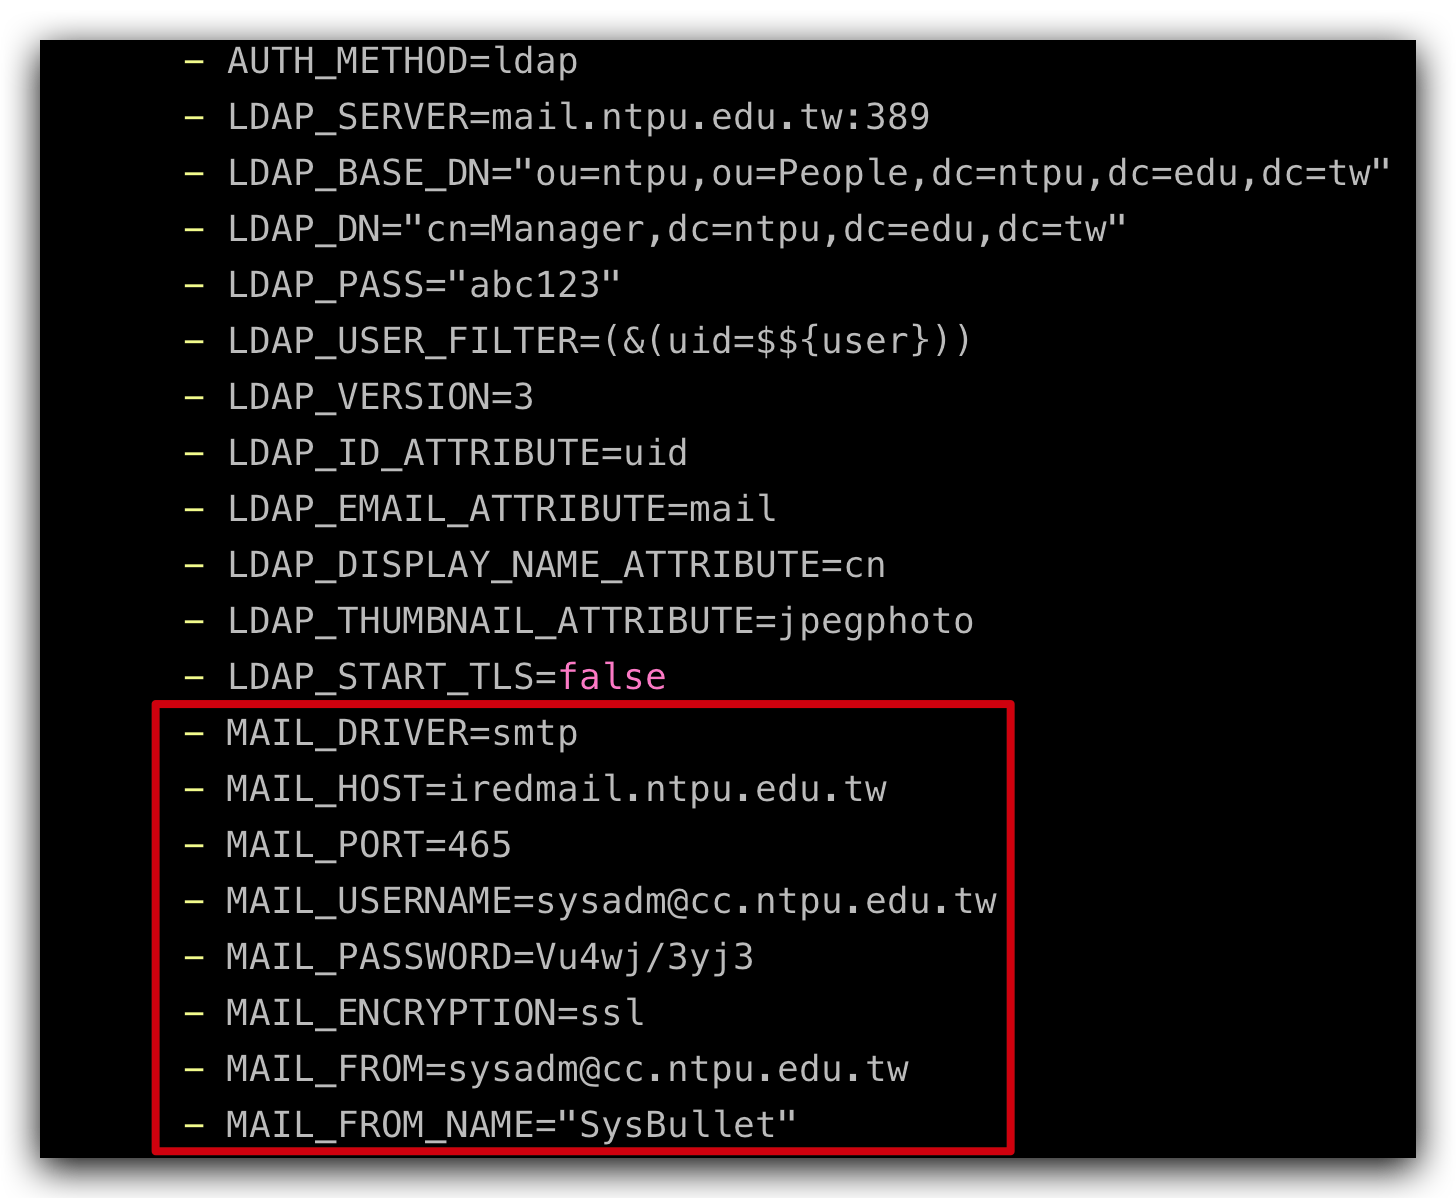 - AUTH_METHOD=ldap
- LDAP_SERVER=mail.ntpu.edu.tw:389
- LDAP_BASE_DN="ou=ntpu,ou=People,dc=ntpu,dc=edu,dc=tw"
- LDAP_DN="cn=Manager,dc=ntpu,dc=edu,dc=tw"
- LDAP_PASS="abc123"
- LDAP_USER_FILTER=(&(uid=$${user}))
- LDAP_VERSION=3
- LDAP_ID_ATTRIBUTE=uid
- LDAP_EMAIL_ATTRIBUTE=mail
- LDAP_DISPLAY_NAME_ATTRIBUTE=cn
- LDAP_THUMBNAIL_ATTRIBUTE=jpegphoto
- LDAP_START_TLS=false
- MAIL_DRIVER=smtp
- MAIL_HOST=iredmail.ntpu.edu.tw
- MAIL_PORT=465
- MAIL_USERNAME=sysadm@cc.ntpu.edu.tw
- MAIL_PASSWORD=Vu4wj/3yj3
- MAIL_ENCRYPTION=ssl
- MAIL_FROM=sysadm@cc.ntpu.edu.tw
- MAIL_FROM_NAME="SysBullet"